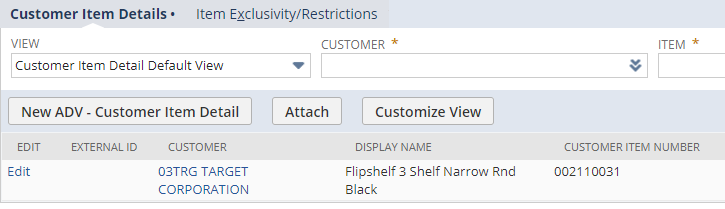 Customer Item Details • Item Exclusivity/Restrictions
VIEW CUSTOMER * ITEM *
Customer Item Detail Default View
New ADV - Customer Item Detail Attach Customize View
EDIT EXTERNAL ID CUSTOMER DISPLAY NAME CUSTOMER ITEM NUMBER
Edit 03TRG TARGET Flipshelf 3 Shelf Narrow Rnd 002110031
CORPORATION Black